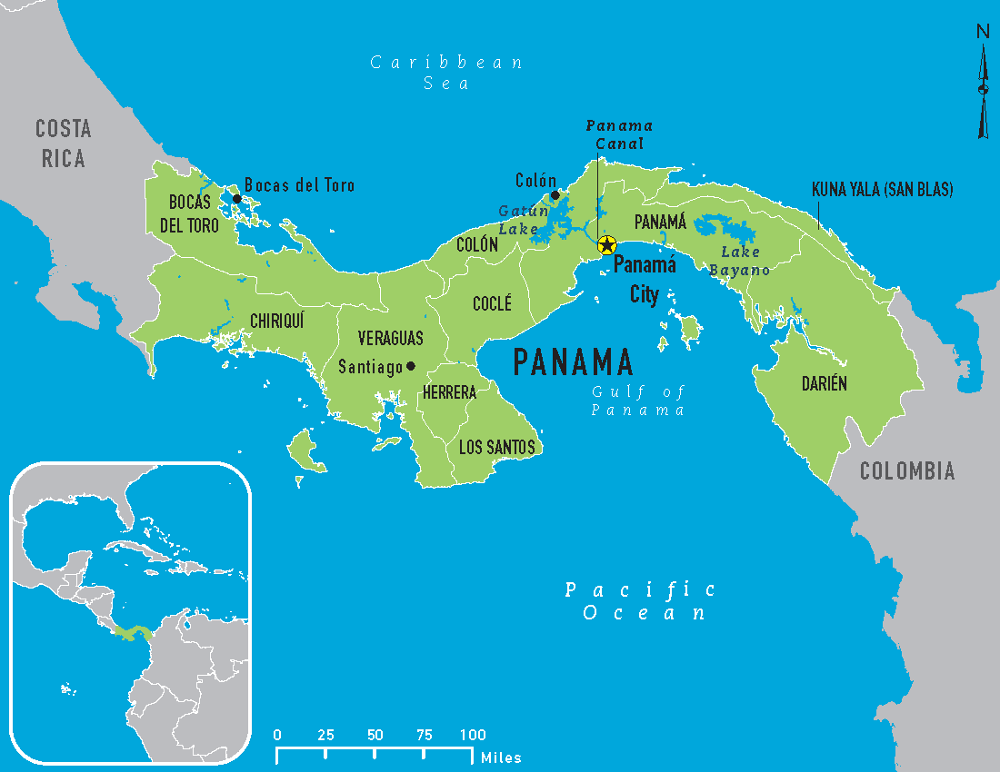 N
Caribbean
Sea
COSTA
RICA
Panama
Canal
Bocas del Toro
Colón
KUNA YALA (SAN BLAS)
BOCAS
DEL TORO
Gatún
Lake
PANAMÁ
COLÓN
Lake
Bayano
Panamá
City
COCLÉ
CHIRIQUÍ
VERAGUAS
Santiago
PANAMA
HERRERA
Gulf of
Panama
DARIÉN
LOS SANTOS
COLOMBIA
Pacific
Ocean
0 25 50 75 100
Miles